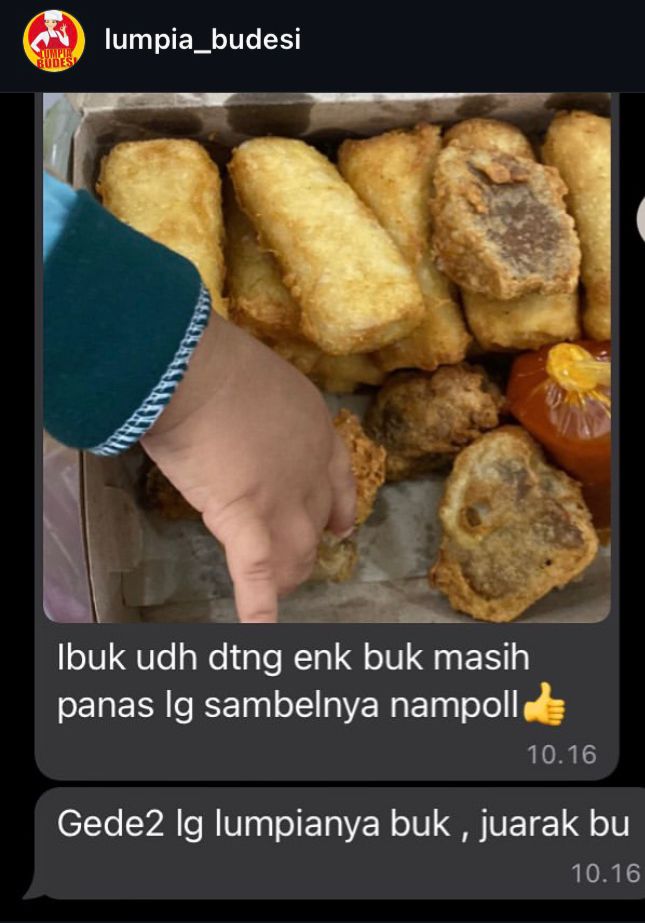 LUMPIA
BUDESI
lumpia_budesi
Ibuk udh dtng enk buk masih
panas lg sambelnya nampoll👍
10.16
Gede2 lg lumpianya buk , juarak bu
10.16